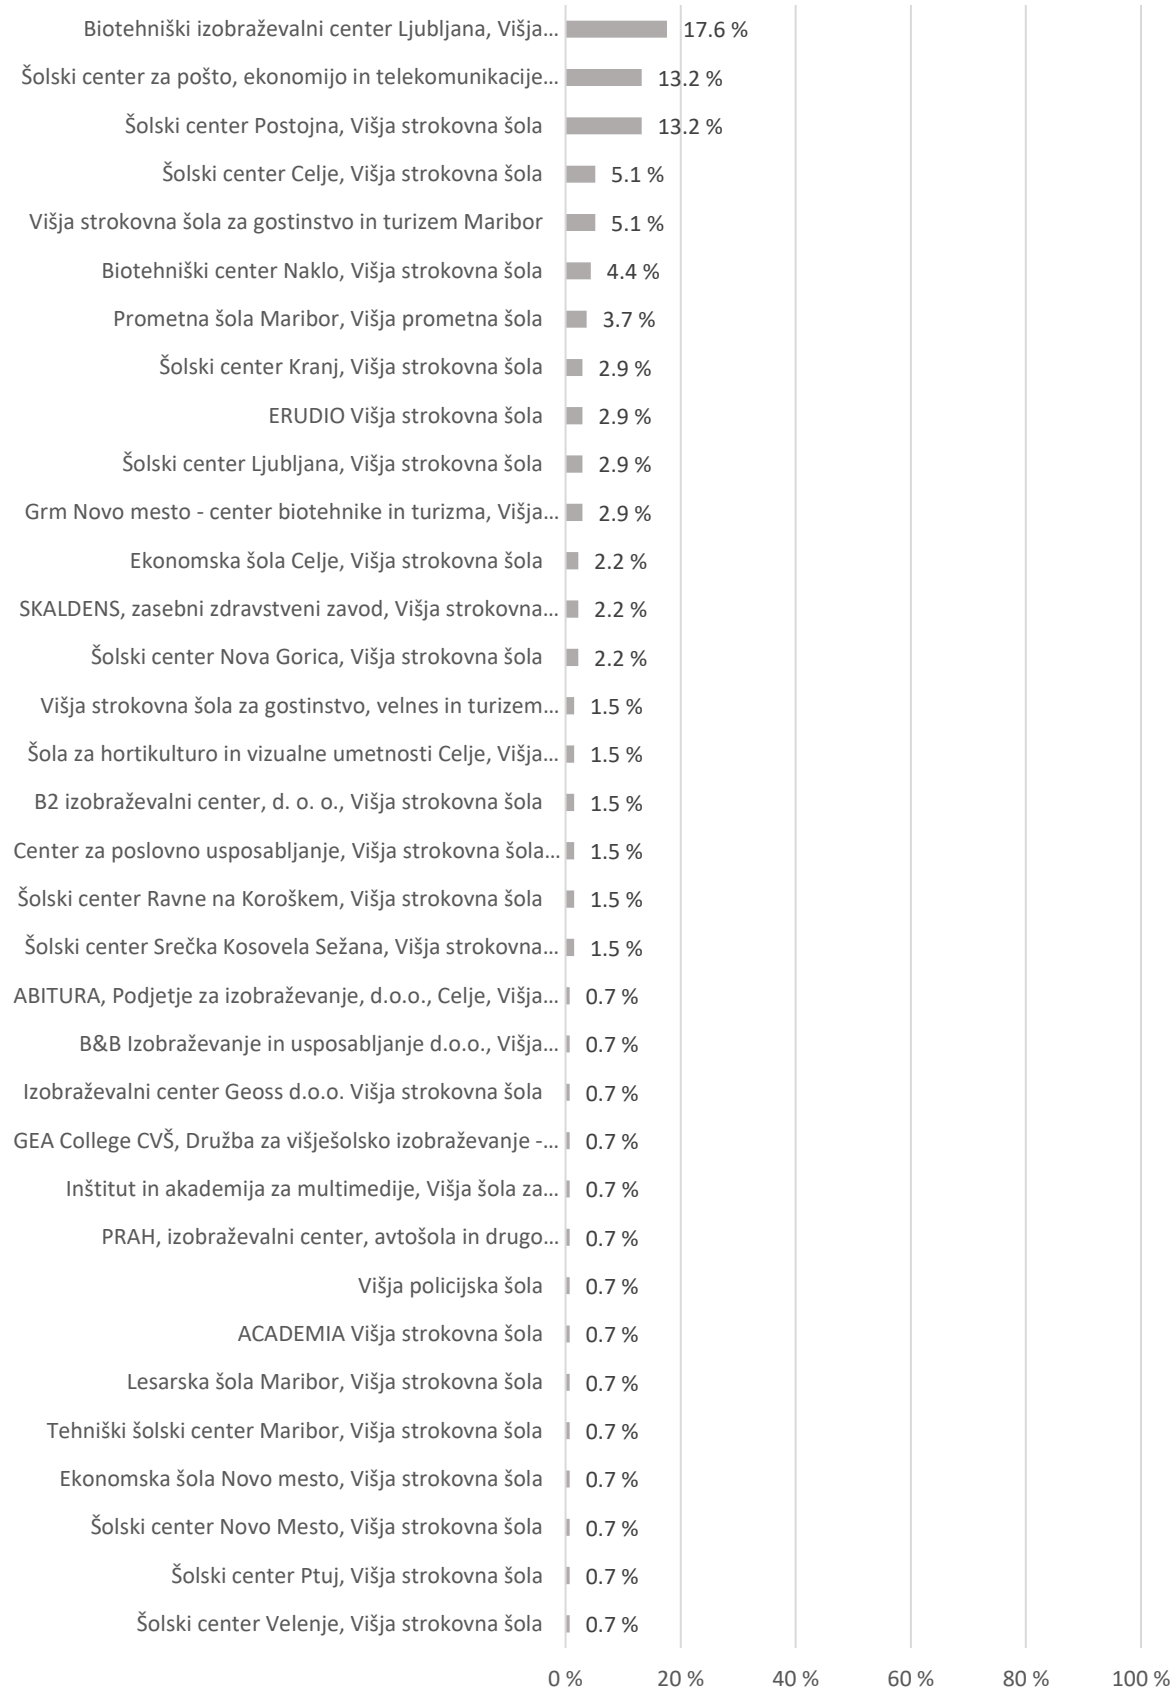 Biotehniški izobraževalni center Ljubljana, Višja… 17.6 %
Šolski center za pošto, ekonomijo in telekomunikacije… 13.2 %
Šolski center Postojna, Višja strokovna šola 13.2 %
Šolski center Celje, Višja strokovna šola 5.1 %
Višja strokovna šola za gostinstvo in turizem Maribor 5.1 %
Biotehniški center Naklo, Višja strokovna šola 4.4 %
Prometna šola Maribor, Višja prometna šola 3.7 %
Šolski center Kranj, Višja strokovna šola 2.9 %
ERUDIO Višja strokovna šola 2.9 %
Šolski center Ljubljana, Višja strokovna šola 2.9 %
Grm Novo mesto - center biotehnike in turizma, Višja… 2.9 %
Ekonomska šola Celje, Višja strokovna šola 2.2 %
SKALDENS, zasebni zdravstveni zavod, Višja strokovna… 2.2 %
Šolski center Nova Gorica, Višja strokovna šola 2.2 %
Višja strokovna šola za gostinstvo, velnes in turizem… 1.5 %
Šola za hortikulturo in vizualne umetnosti Celje, Višja… 1.5 %
B2 izobraževalni center, d. o. o., Višja strokovna šola 1.5 %
Center za poslovno usposabljanje, Višja strokovna šola… 1.5 %
Šolski center Ravne na Koroškem, Višja strokovna šola 1.5 %
Šolski center Srečka Kosovela Sežana, Višja strokovna… 1.5 %
ABITURA, Podjetje za izobraževanje, d.o.o., Celje, Višja… 0.7 %
B&B Izobraževanje in usposabljanje d.o.o., Višja… 0.7 %
Izobraževalni center Geoss d.o.o. Višja strokovna šola 0.7 %
GEA College CVŠ, Družba za višješolsko izobraževanje -… 0.7 %
Inštitut in akademija za multimedije, Višja šola za… 0.7 %
PRAH, izobraževalni center, avtošola in drugo… 0.7 %
Višja policijska šola 0.7 %
ACADEMIA Višja strokovna šola 0.7 %
Lesarska šola Maribor, Višja strokovna šola 0.7 %
Tehniški šolski center Maribor, Višja strokovna šola 0.7 %
Ekonomska šola Novo mesto, Višja strokovna šola 0.7 %
Šolski center Novo Mesto, Višja strokovna šola 0.7 %
Šolski center Ptuj, Višja strokovna šola 0.7 %
Šolski center Velenje, Višja strokovna šola 0.7 %
0 % 20 % 40 % 60 % 80 % 100 %